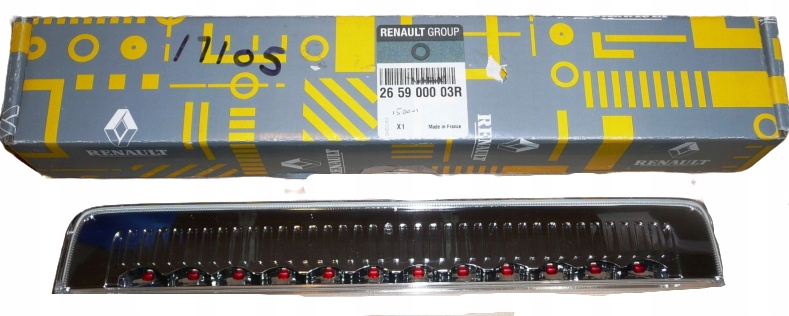 17105
RENAULT GROUP
26 59 000 03R
X1 Made in France
RENAULT
RENAULT
RENAULT